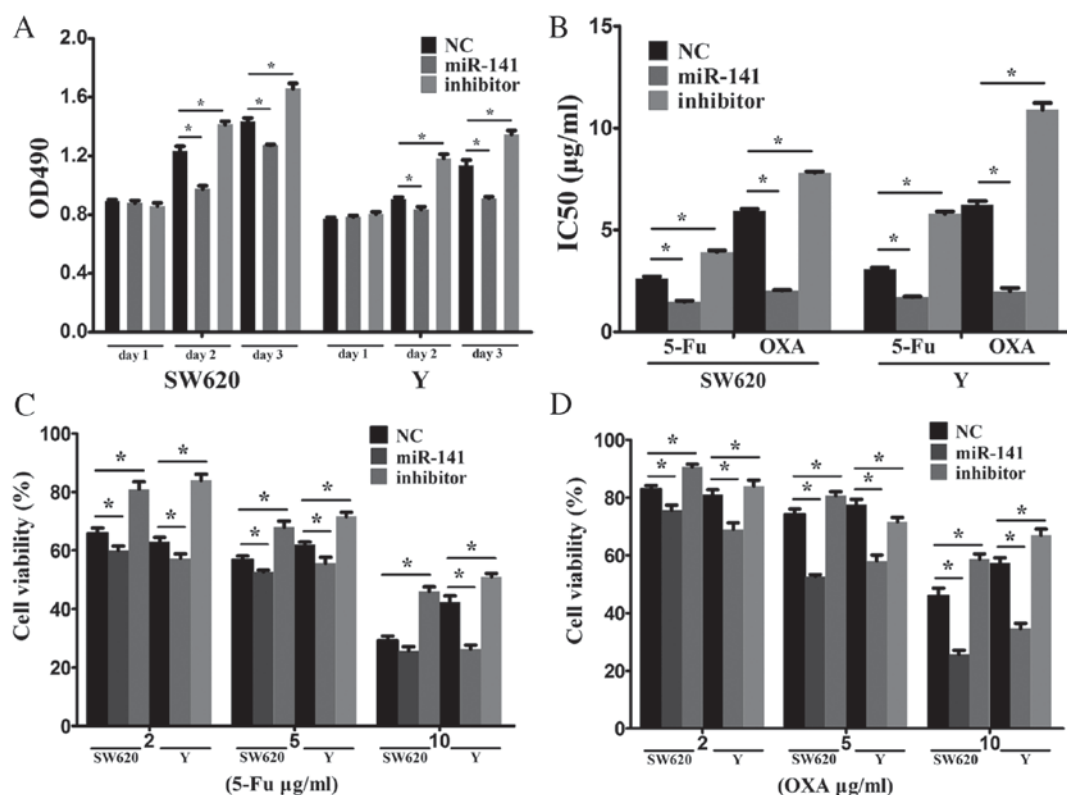 A
OD490
2.0
1.6
1.2
0.8
0.4
0.0
NC
miR-141
inhibitor
* * * *
* * * *
day 1 day 2 day 3 day 1 day 2 day 3
SW620 Y
B
IC50 (µg/ml)
15
10
5
0
NC
miR-141
inhibitor
* * * *
* * * *
5-Fu OXA 5-Fu OXA
SW620 Y
C
Cell viability (%)
100
80
60
40
20
0
NC
miR-141
inhibitor
* * * * * *
* * * * *
2 5 10
SW620 Y SW620 Y SW620 Y
(5-Fu µg/ml)
D
Cell viability (%)
100
80
60
40
20
0
NC
miR-141
inhibitor
* * * * * *
* * * * * *
2 5 10
SW620 Y SW620 Y SW620 Y
(OXA µg/ml)